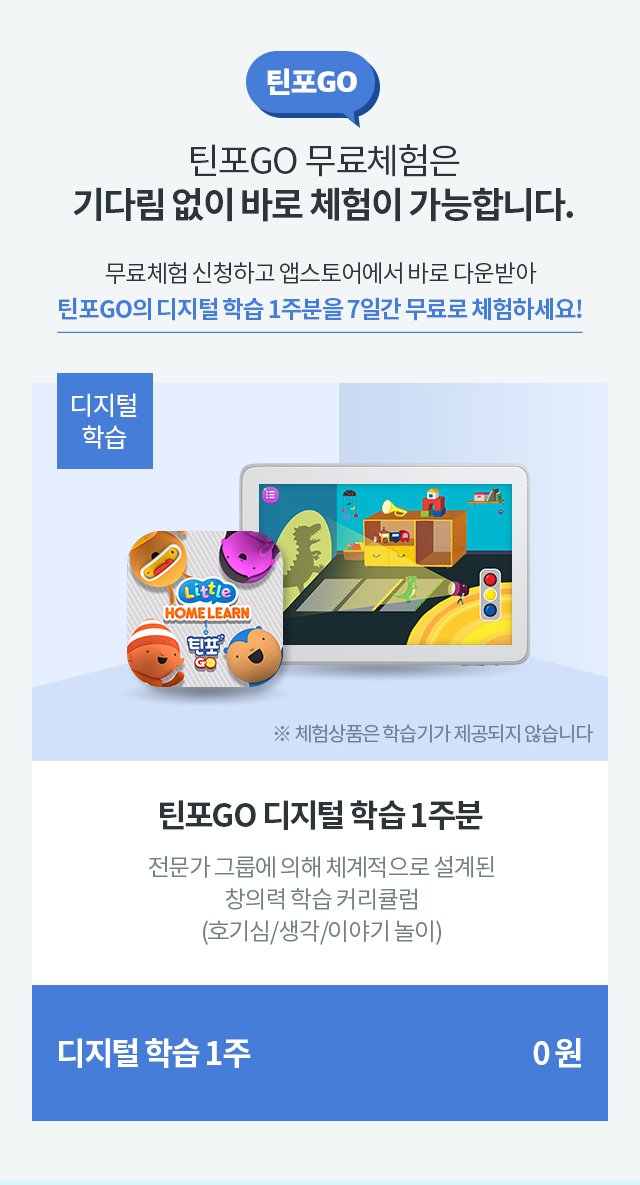 틴포GO
틴포GO 무료체험은
기다림 없이 바로 체험이 가능합니다.
무료체험 신청하고 앱스토어에서 바로 다운받아
틴포GO의 디지털 학습 1주분을 7일간 무료로 체험하세요!
디지털
학습
Little
HOME LEARN
틴포
GO
※ 체험상품은 학습기가 제공되지 않습니다
틴포GO 디지털 학습 1주분
전문가 그룹에 의해 체계적으로 설계된
창의력 학습 커리큘럼
(호기심/생각/이야기 놀이)
디지털 학습 1주 0원